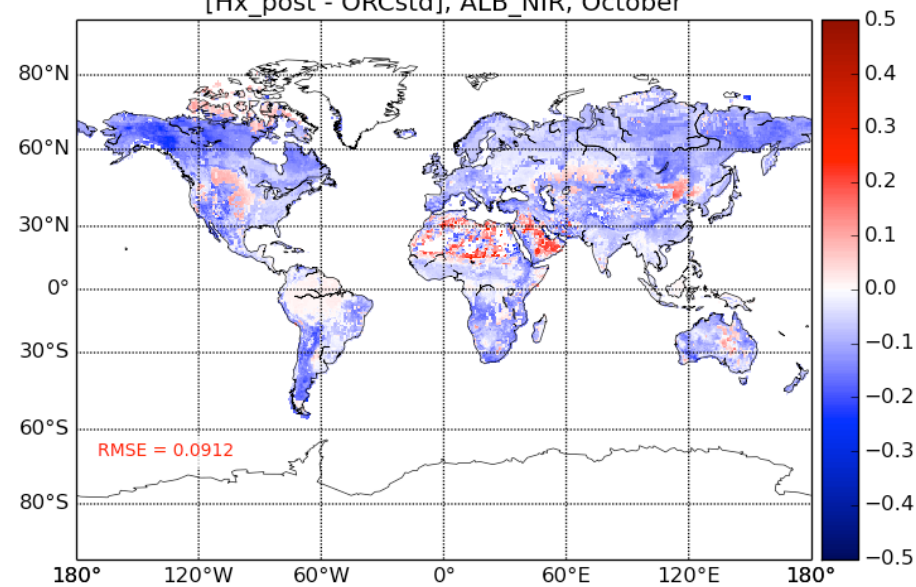 [Hx_post - ORCstd], ALB_NIR, October
80°N
60°N
30°N
0°
30°S
60°S
80°S
RMSE = 0.0912
180° 120°W 60°W 0° 60°E 120°E 180°
0.5
0.4
0.3
0.2
0.1
0.0
−0.1
−0.2
−0.3
−0.4
−0.5